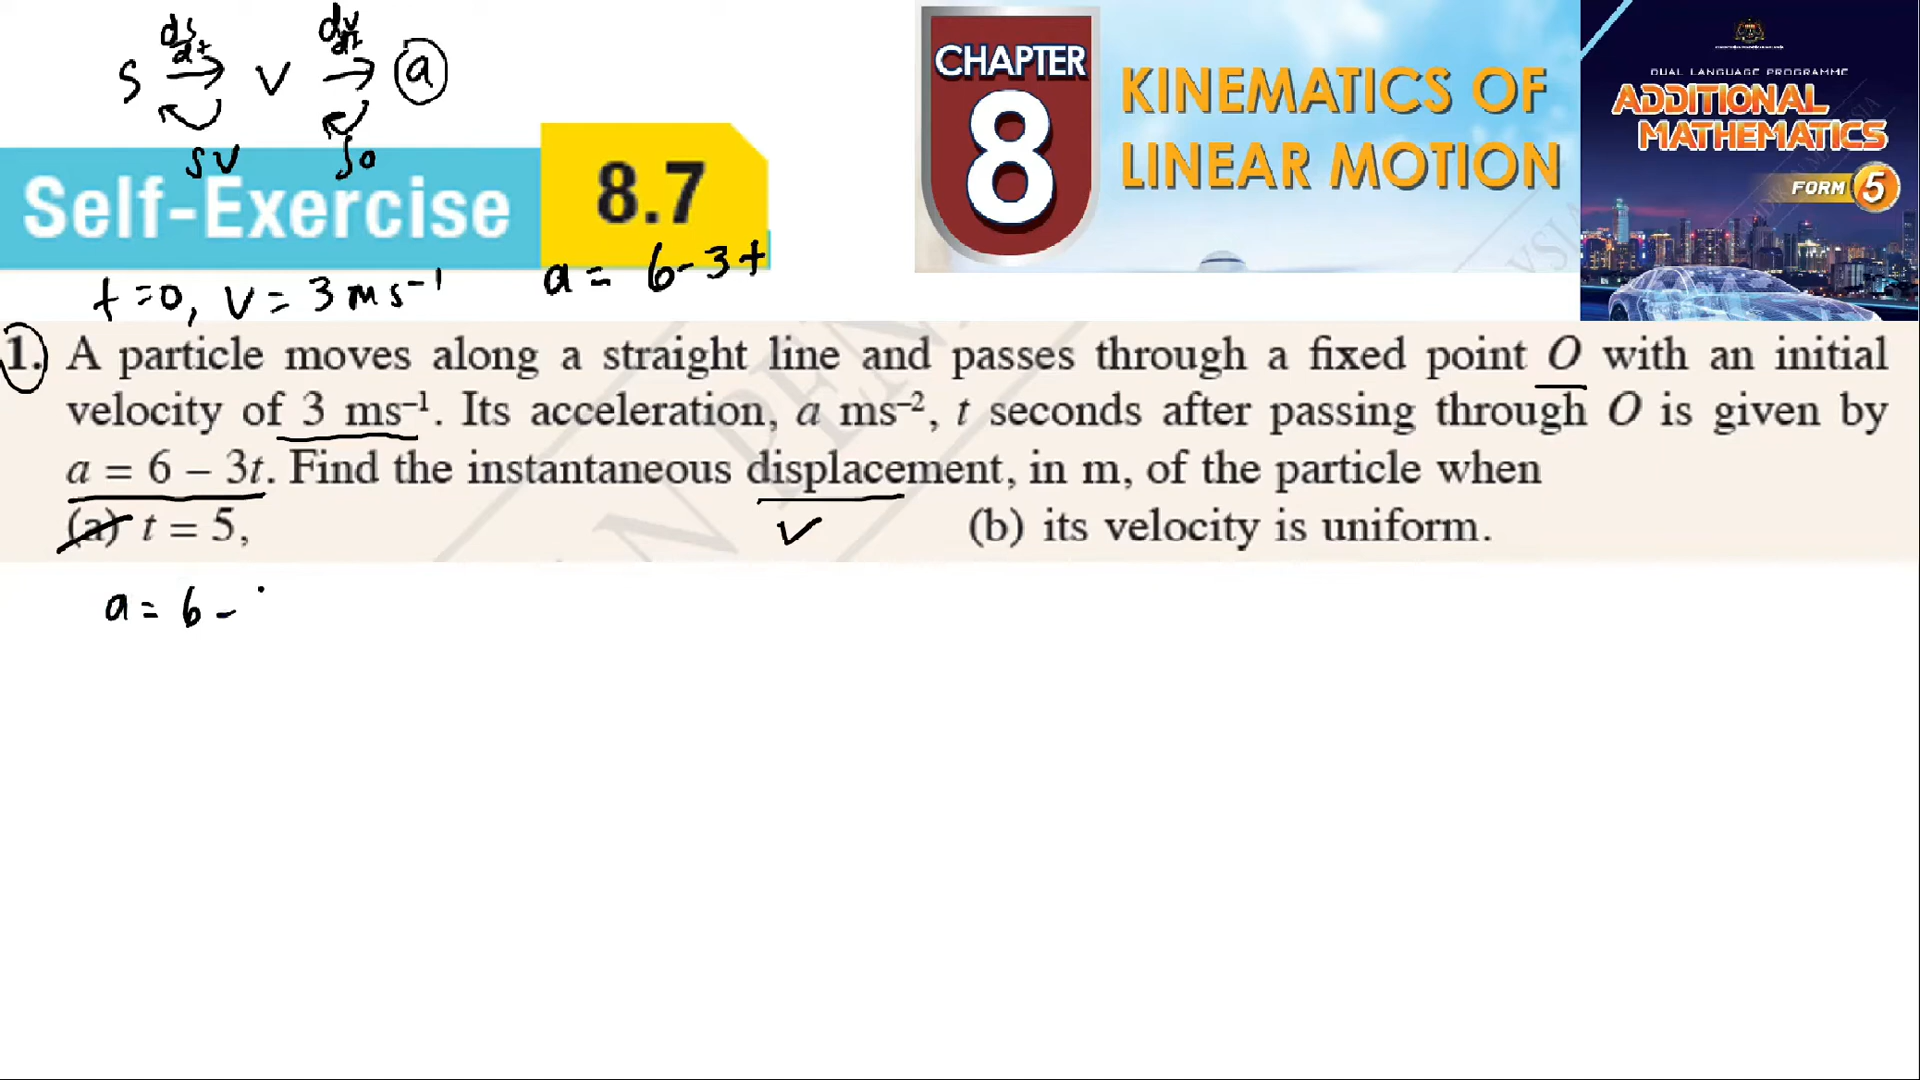 s ds/dt → v dv/dt → a
∫v ∫a
CHAPTER
8
KINEMATICS OF
LINEAR MOTION
DUAL LANGUAGE PROGRAMME
ADDITIONAL
MATHEMATICS
FORM 5
Self-Exercise 8.7
t=0, v = 3 ms⁻¹ a = 6-3t
1. A particle moves along a straight line and passes through a fixed point O with an initial
velocity of 3 ms⁻¹. Its acceleration, a ms⁻², t seconds after passing through O is given by
a = 6 – 3t. Find the instantaneous displacement, in m, of the particle when
(a) t = 5, (b) its velocity is uniform.
a = 6 -